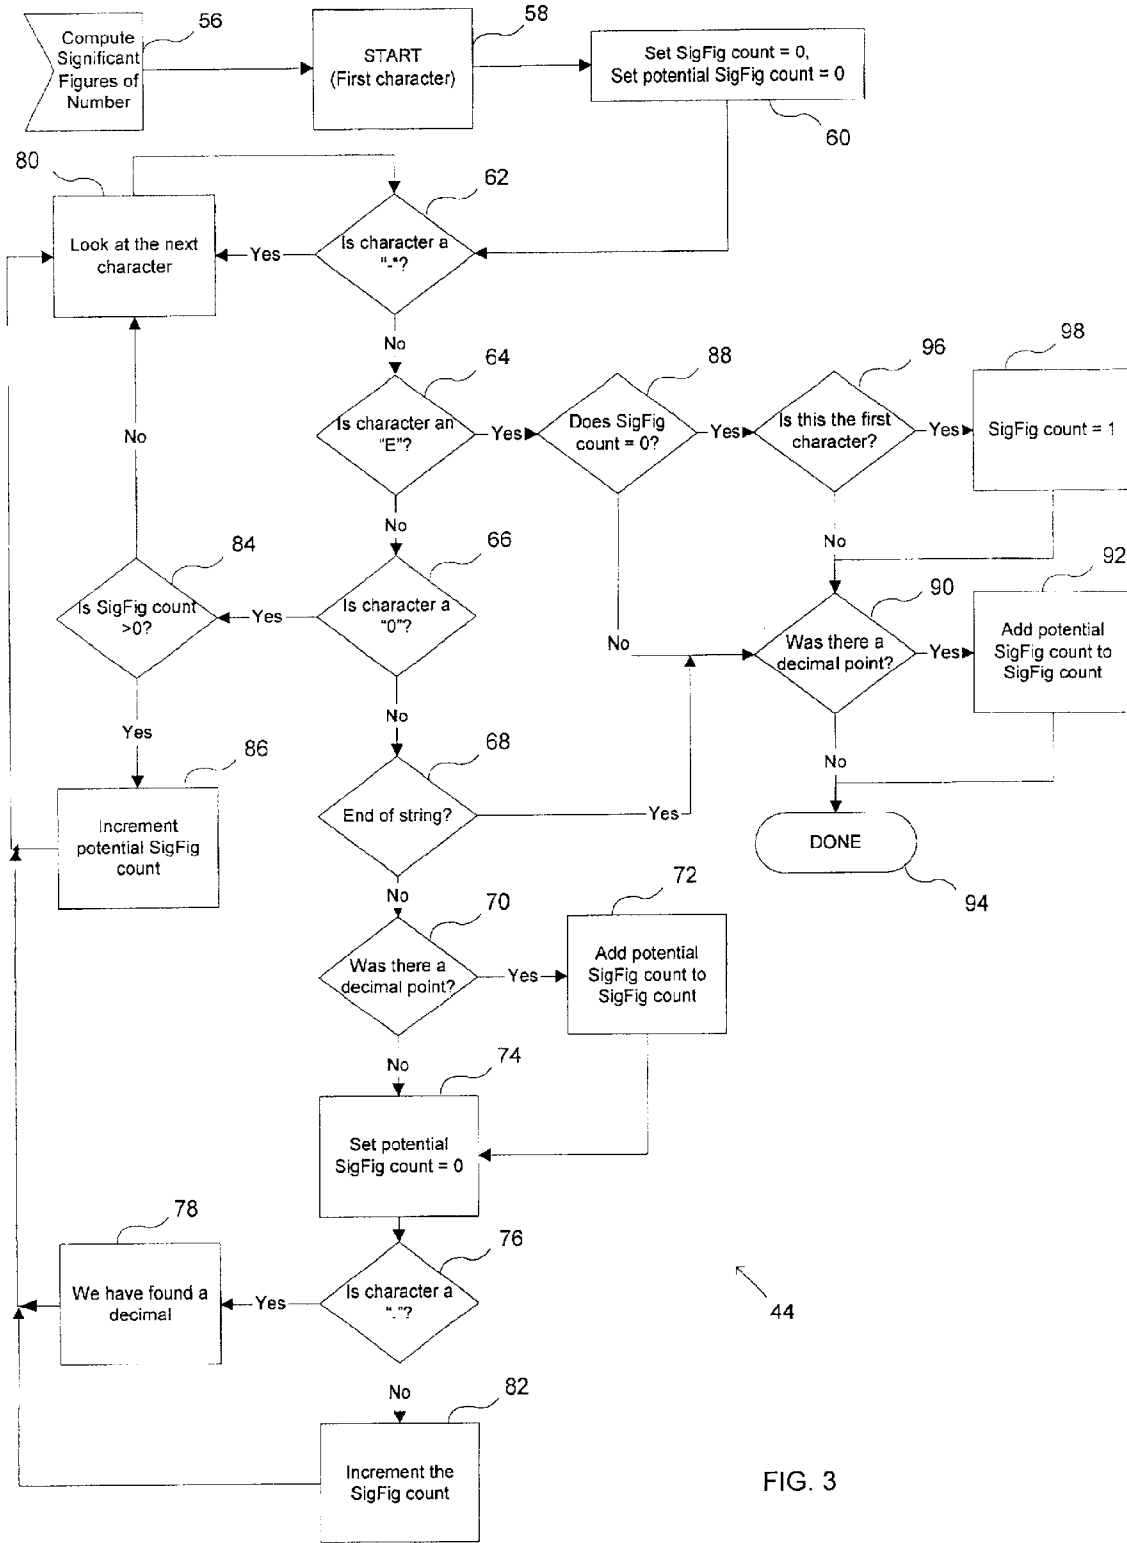 Compute
Significant
Figures of
Number
56
START
(First character)
58
Set SigFig count = 0,
Set potential SigFig count = 0
60
80
Look at the next
character
62
Is character a
"-"?
Yes
No
64
Is character an
"E"?
Yes
88
Does SigFig
count = 0?
Yes
96
Is this the first
character?
Yes
98
SigFig count = 1
No
No
84
Is SigFig count
>0?
Yes
66
Is character a
"0"?
No
No
90
Was there a
decimal point?
Yes
92
Add potential
SigFig count to
SigFig count
No
Yes
86
Increment
potential SigFig
count
68
End of string?
Yes
No
DONE
94
No
70
Was there a
decimal point?
Yes
72
Add potential
SigFig count to
SigFig count
No
74
Set potential
SigFig count = 0
78
We have found a
decimal
Yes
76
Is character a
"."?
44
No
82
Increment the
SigFig count
FIG. 3